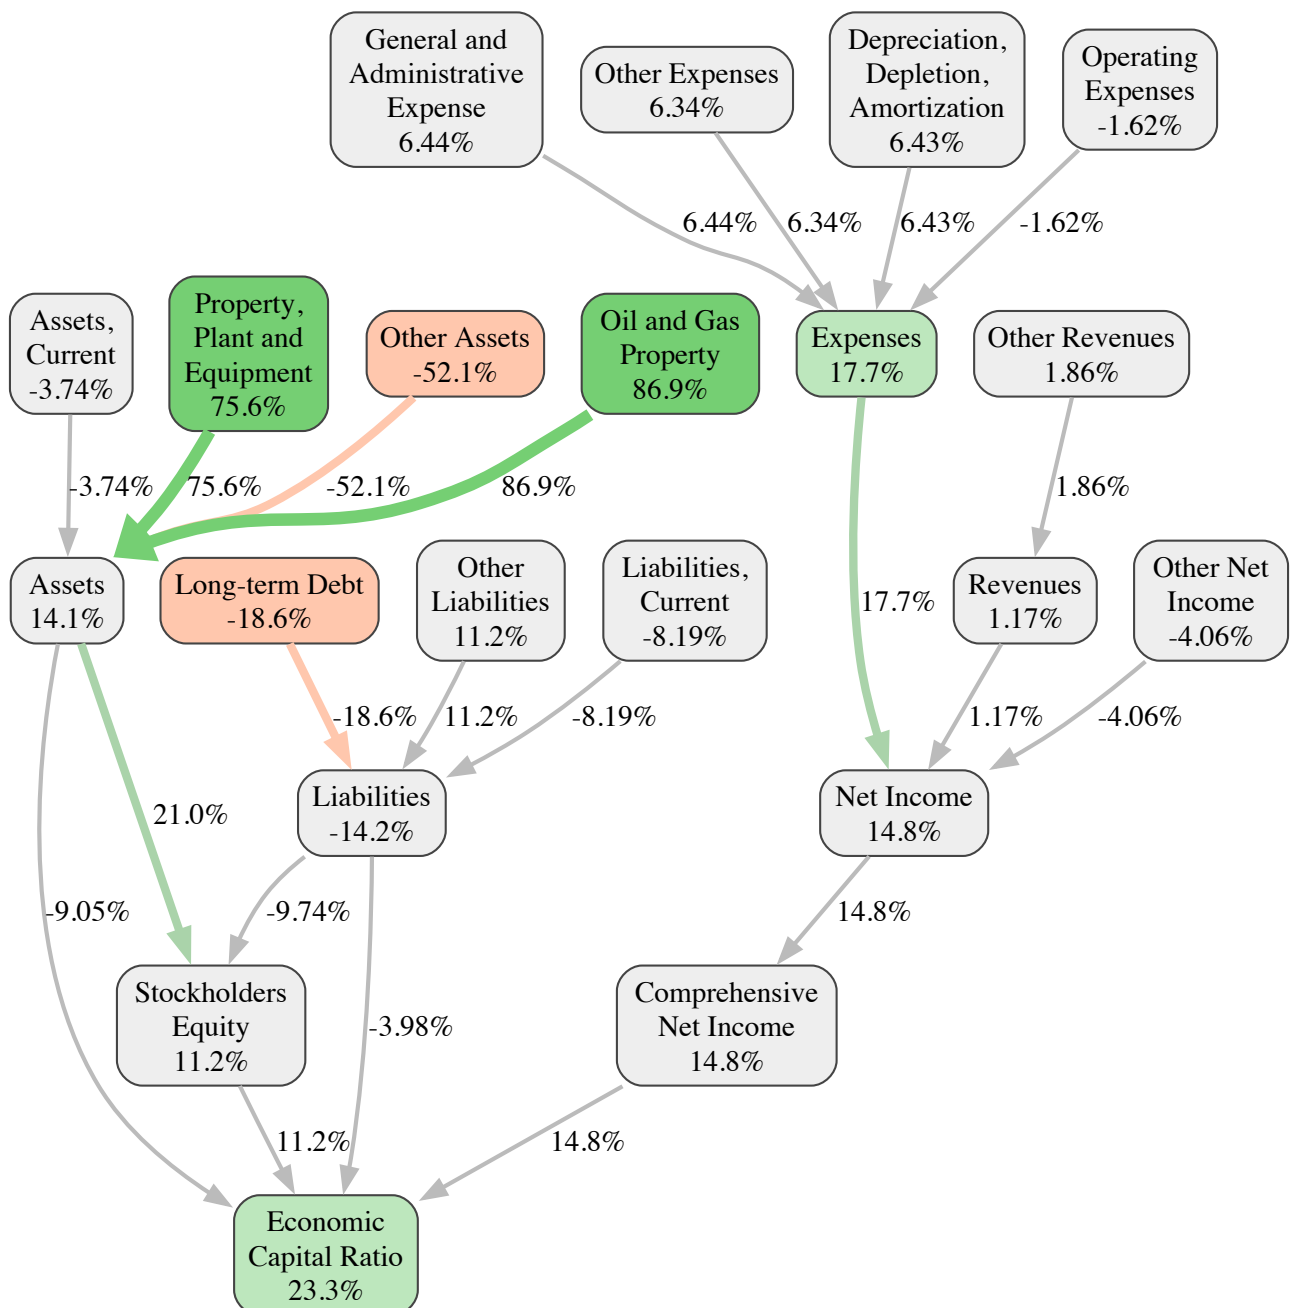 General and
Administrative
Expense
6.44%
Other Expenses
6.34%
Depreciation,
Depletion,
Amortization
6.43%
Operating
Expenses
-1.62%
6.44%
6.34%
6.43%
-1.62%
Assets,
Current
-3.74%
Property,
Plant and
Equipment
75.6%
Other Assets
-52.1%
Oil and Gas
Property
86.9%
Expenses
17.7%
Other Revenues
1.86%
-3.74%
75.6%
-52.1%
86.9%
1.86%
Assets
14.1%
Long-term Debt
-18.6%
Other
Liabilities
11.2%
Liabilities,
Current
-8.19%
17.7%
Revenues
1.17%
Other Net
Income
-4.06%
-18.6%
11.2%
-8.19%
1.17%
-4.06%
21.0%
Liabilities
-14.2%
Net Income
14.8%
-9.05%
-9.74%
14.8%
Stockholders
Equity
11.2%
-3.98%
Comprehensive
Net Income
14.8%
11.2%
14.8%
Economic
Capital Ratio
23.3%